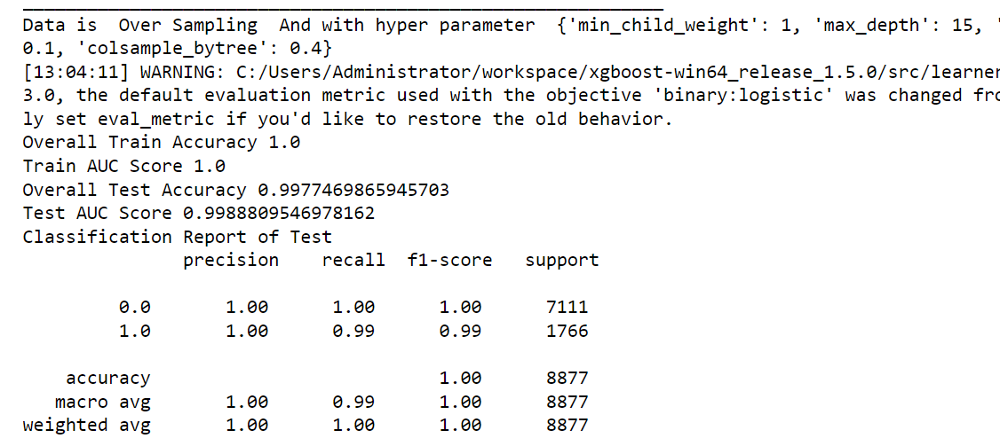 Data is  Over Sampling  And with hyper parameter  {'min_child_weight': 1, 'max_depth': 15, '
0.1, 'colsample_bytree': 0.4}
[13:04:11] WARNING: C:/Users/Administrator/workspace/xgboost-win64_release_1.5.0/src/learner
3.0, the default evaluation metric used with the objective 'binary:logistic' was changed fro
ly set eval_metric if you'd like to restore the old behavior.
Overall Train Accuracy 1.0
Train AUC Score 1.0
Overall Test Accuracy 0.9977469865945703
Test AUC Score 0.9988809546978162
Classification Report of Test
precision recall f1-score support
0.0 1.00 1.00 1.00 7111
1.0 1.00 0.99 0.99 1766
accuracy 1.00 8877
macro avg 1.00 0.99 1.00 8877
weighted avg 1.00 1.00 1.00 8877